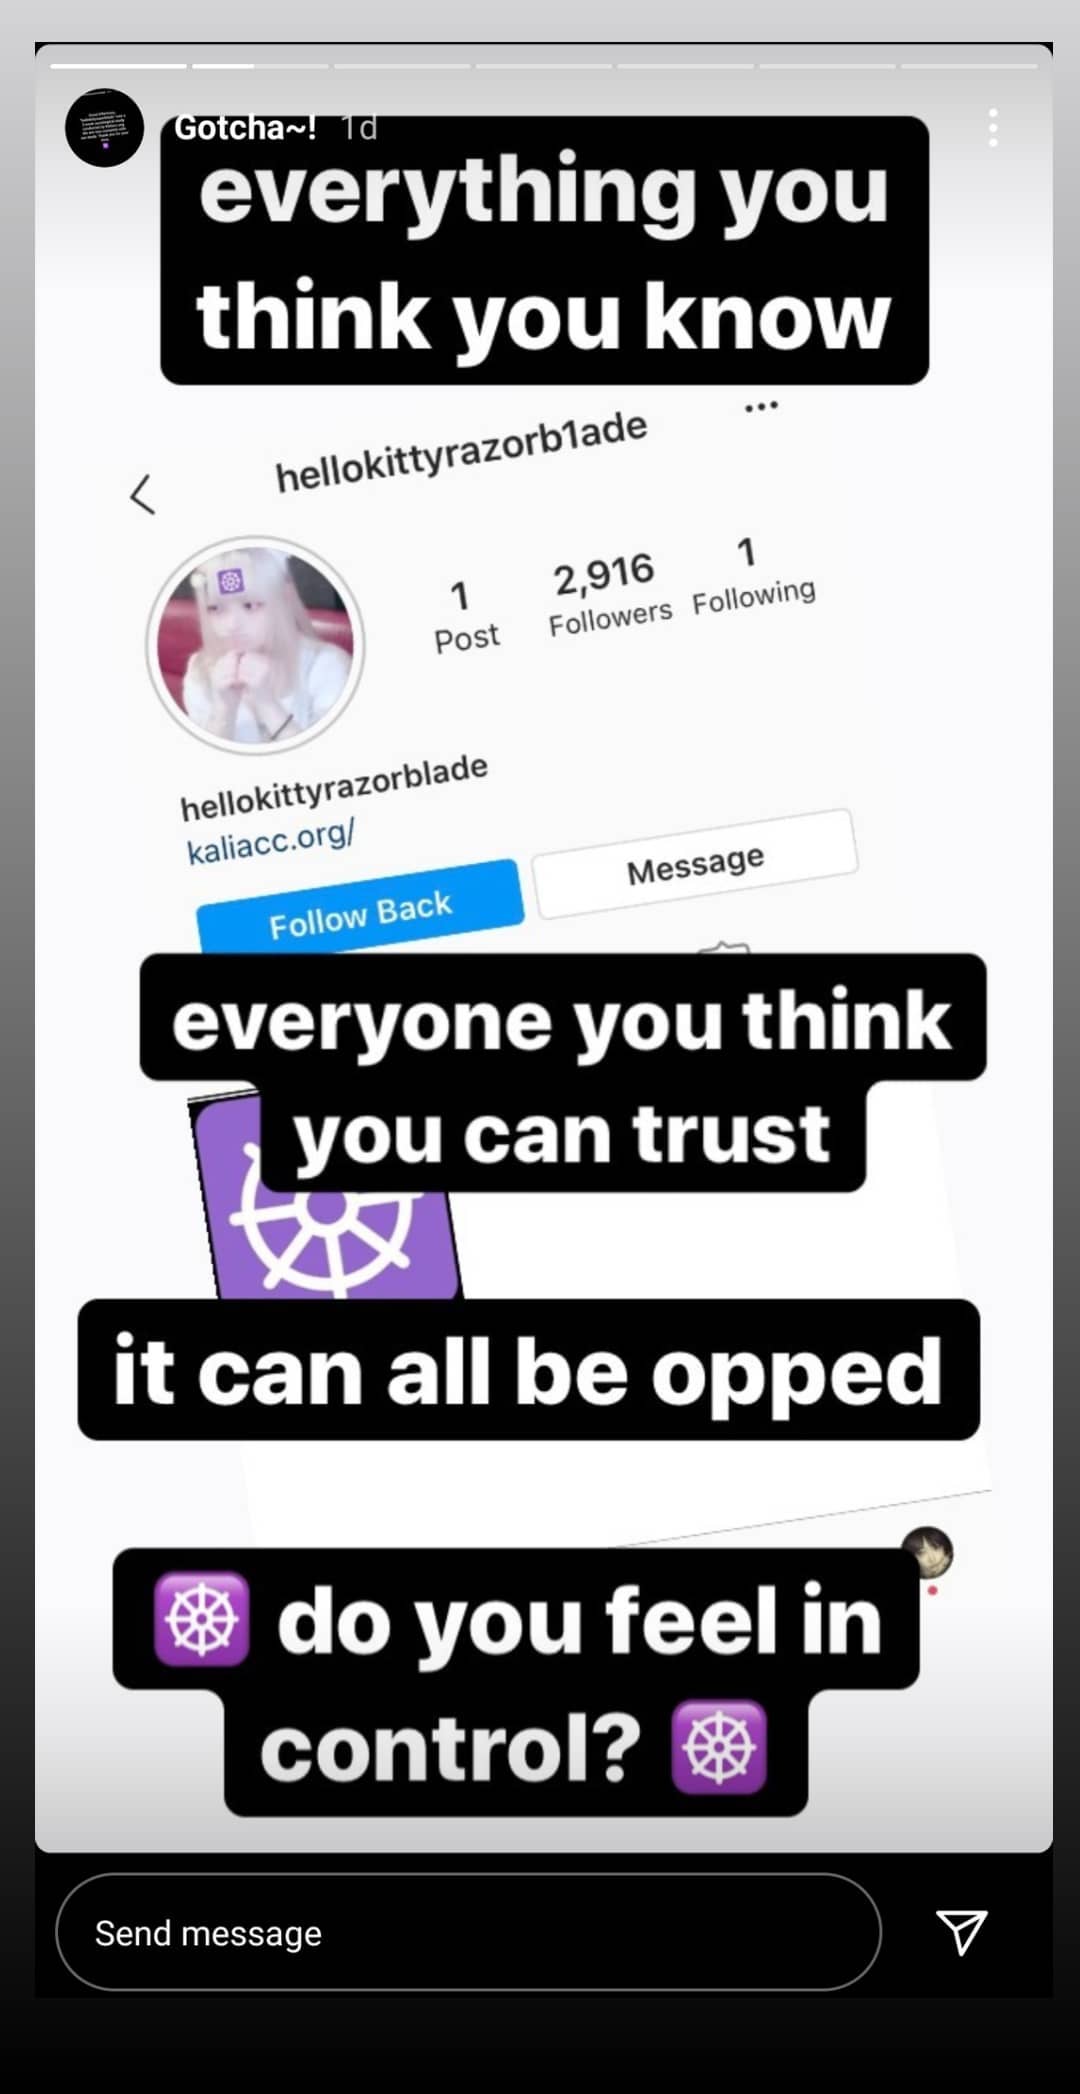 Gotcha~! 1d
everything you
think you know
hellokittyrazorb1ade
1
Post
2,916
Followers
1
Following
hellokittyrazorblade
kaliacc.org/
Follow Back
Message
everyone you think
you can trust
it can all be opped
☸️ do you feel in
control? ☸️
Send message